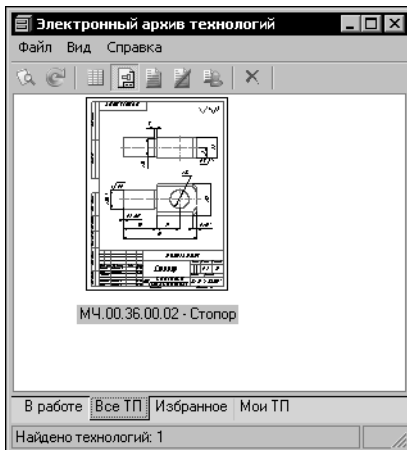 Электронный архив технологий
Файл Вид Справка
МЧ.00.36.00.02 - Стопор
В работе Все ТП Избранное Мои ТП
Найдено технологий: 1